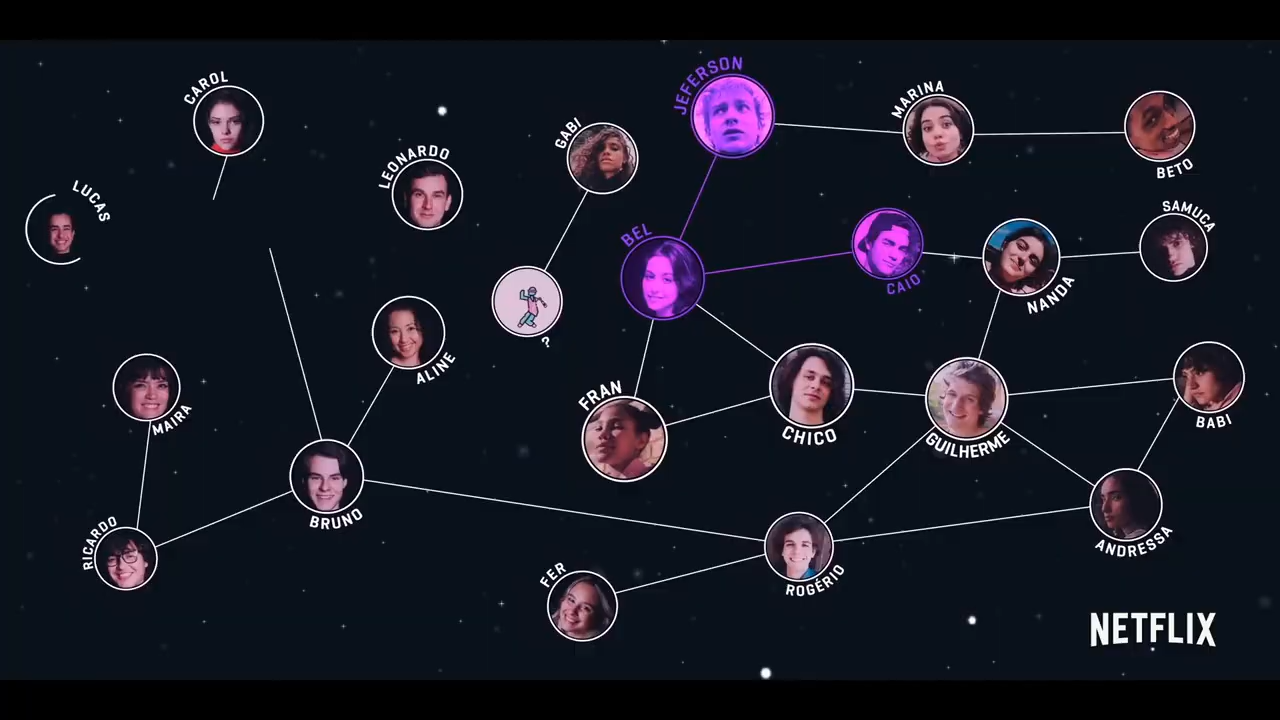 CAROL
JEFERSON
MARINA
BETO
LEONARDO
GABI
LUCAS
SAMUCA
BEL
CAIO
NANDA
?
ALINE
MAIRA
FRAN
CHICO
GUILHERME
BABI
BRUNO
RICARDO
ANDRESSA
FER
ROGÉRIO
NETFLIX